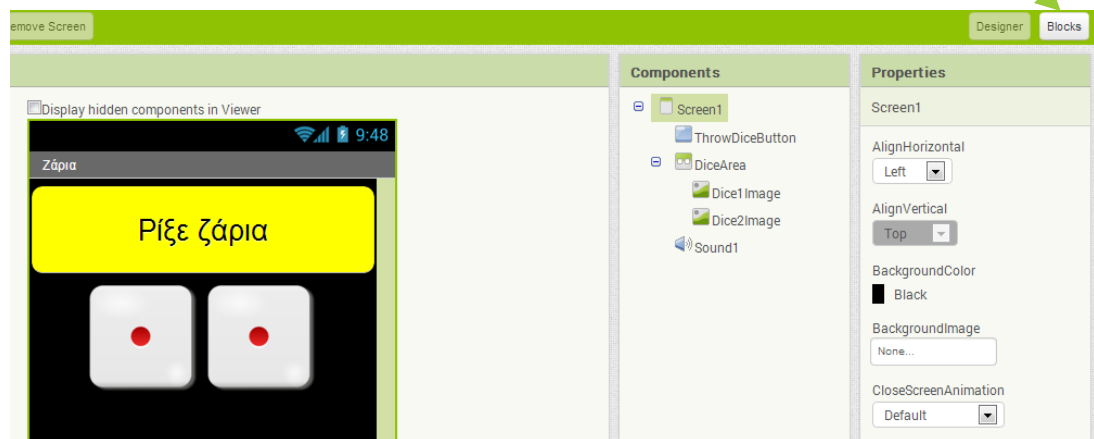 emove Screen
Designer
Blocks
Components
Properties
Display hidden components in Viewer
9:48
Ζάρια
Ρίξε ζάρια
Screen1
ThrowDiceButton
DiceArea
Dice1Image
Dice2Image
Sound1
Screen1
AlignHorizontal
Left
AlignVertical
Top
BackgroundColor
Black
BackgroundImage
None...
CloseScreenAnimation
Default